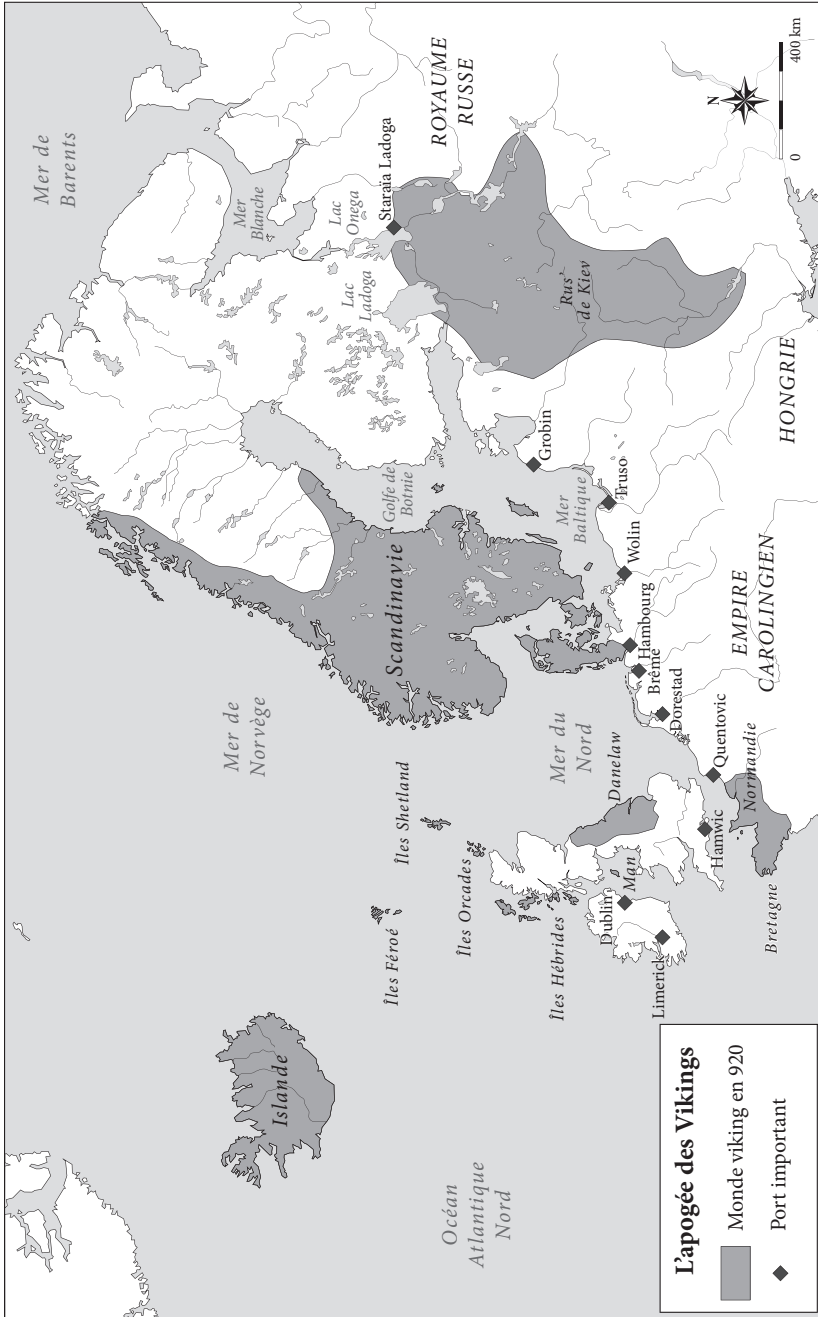 Mer de
Barents
Mer
Blanche
ROYAUME
RUSSE
Lac
Onega
Staraïa Ladoga
Lac
Ladoga
Rus'
de Kiev
Golfe de
Botnie
Scandinavie
Mer de
Norvège
Islande
Îles Féroé
Îles Shetland
Îles Orcades
Îles Hébrides
Océan
Atlantique
Nord
Mer du
Nord
Danelaw
Mer
Baltique
Grobin
Truso
Wolin
Hambourg
Brême
Dorestad
Quentovic
Hamwic
Normandie
Bretagne
Dublin
Man
Limerick
EMPIRE
CAROLINGIEN
HONGRIE
N
0
400 km
L'apogée des Vikings
Monde viking en 920
Port important